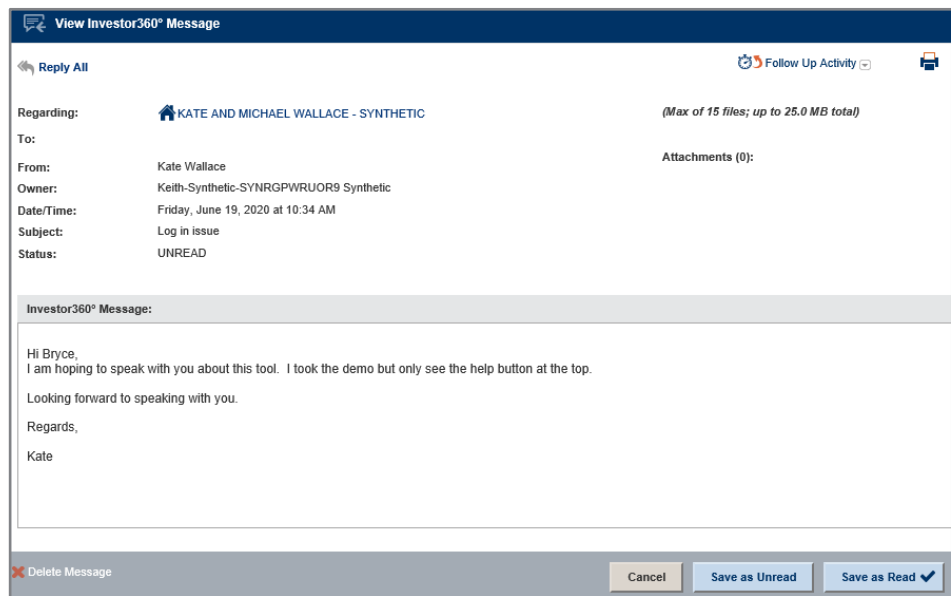 View Investor360° Message
Reply All
Follow Up Activity
Regarding: KATE AND MICHAEL WALLACE - SYNTHETIC
(Max of 15 files; up to 25.0 MB total)
To:
Attachments (0):
From: Kate Wallace
Owner: Keith-Synthetic-SYNRGPWRUOR9 Synthetic
Date/Time: Friday, June 19, 2020 at 10:34 AM
Subject: Log in issue
Status: UNREAD
Investor360° Message:
Hi Bryce,
I am hoping to speak with you about this tool. I took the demo but only see the help button at the top.
Looking forward to speaking with you.
Regards,
Kate
Delete Message
Cancel
Save as Unread
Save as Read